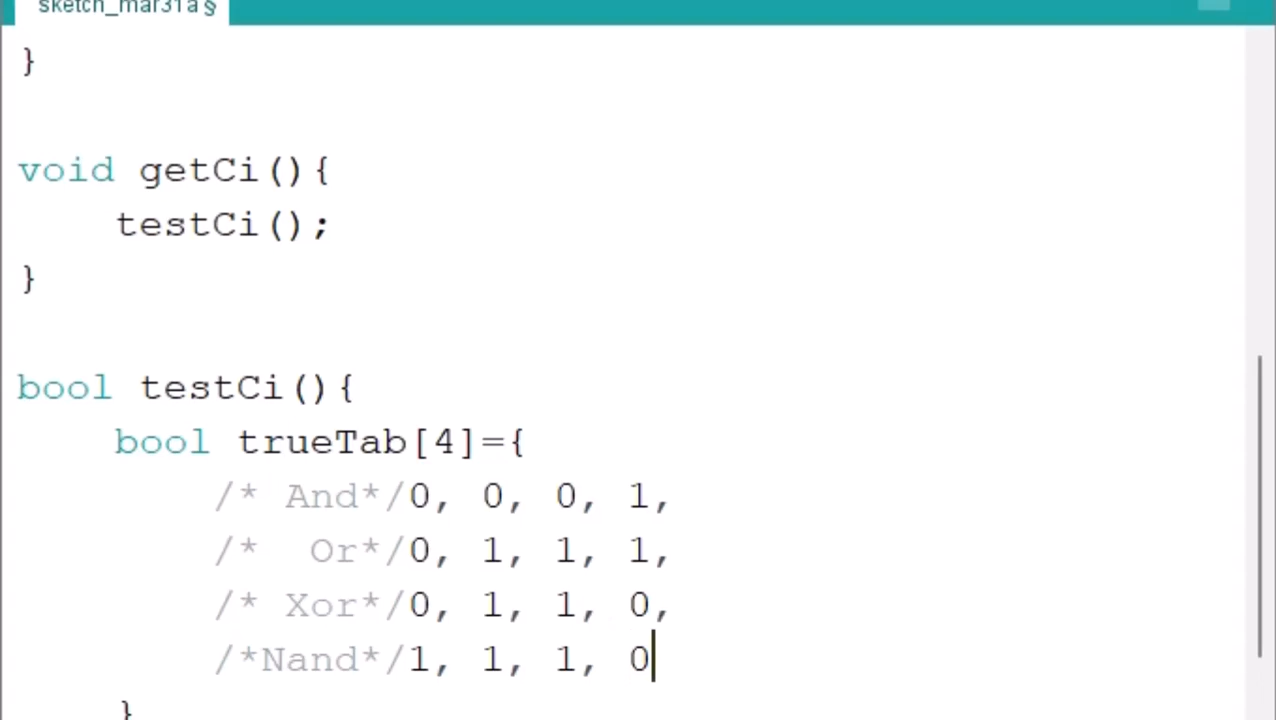 sketch_mar31a §
}
void getCi(){
    testCi();
}
bool testCi(){
    bool trueTab[4]={
        /* And*/0, 0, 0, 1,
        /*  Or*/0, 1, 1, 1,
        /* Xor*/0, 1, 1, 0,
        /*Nand*/1, 1, 1, 0
    }